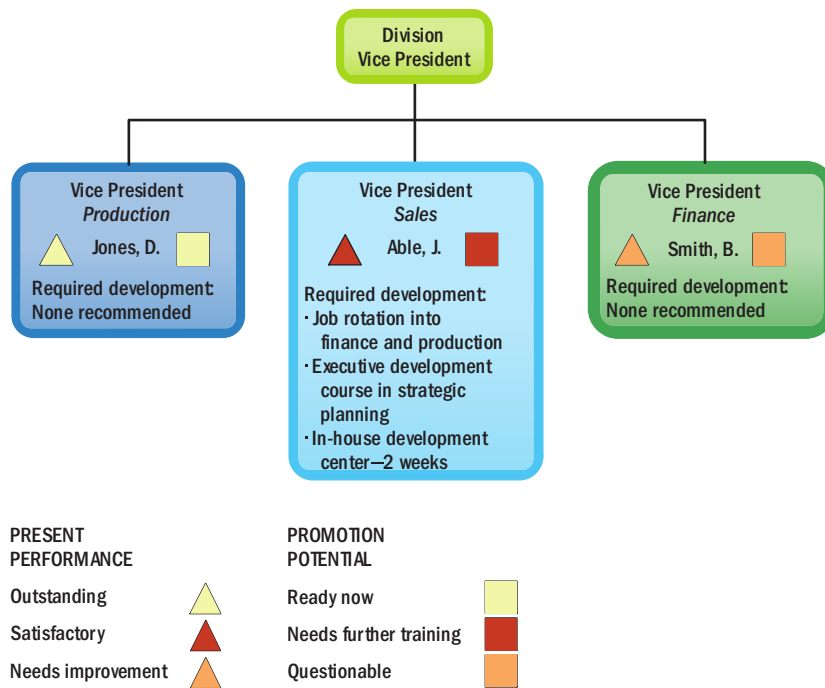 Division
Vice President
Vice President
Production
Jones, D.
Required development:
None recommended
Vice President
Sales
Able, J.
Required development:
· Job rotation into
finance and production
· Executive development
course in strategic
planning
· In-house development
center—2 weeks
Vice President
Finance
Smith, B.
Required development:
None recommended
PRESENT
PERFORMANCE
Outstanding
Satisfactory
Needs improvement
PROMOTION
POTENTIAL
Ready now
Needs further training
Questionable